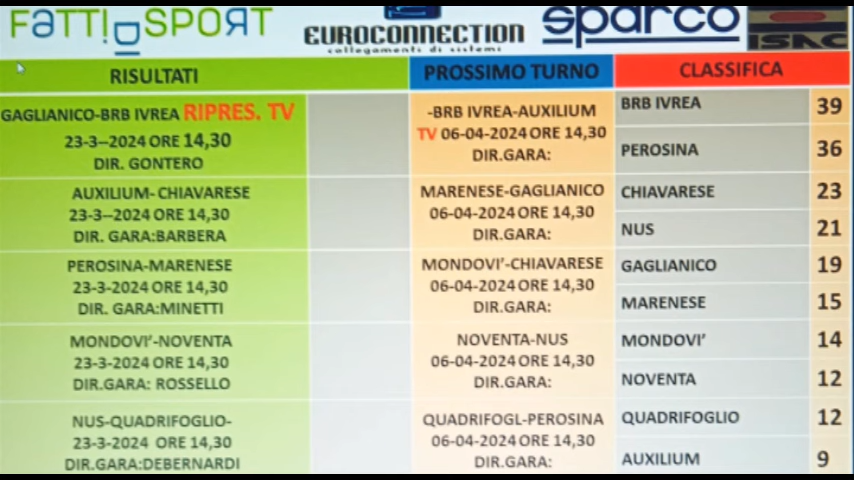 FaTTI DI SPORT
EUROCONNECTION
collegamenti di sistemi
sparco
ISAC
RISULTATI
PROSSIMO TURNO
CLASSIFICA
GAGLIANICO-BRB IVREA RIPRES. TV
23-3--2024 ORE 14,30
DIR. GONTERO
-BRB IVREA-AUXILIUM
TV 06-04-2024 ORE 14,30
DIR.GARA:
BRB IVREA 39
PEROSINA 36
AUXILIUM- CHIAVARESE
23-3--2024 ORE 14,30
DIR. GARA:BARBERA
MARENESE-GAGLIANICO
06-04-2024 ORE 14,30
DIR.GARA:
CHIAVARESE 23
NUS 21
PEROSINA-MARENESE
23-3-2024 ORE 14,30
DIR. GARA:MINETTI
MONDOVI'-CHIAVARESE
06-04-2024 ORE 14,30
DIR.GARA:
GAGLIANICO 19
MARENESE 15
MONDOVI'-NOVENTA
23-3-2024 ORE 14,30
DIR.GARA: ROSSELLO
NOVENTA-NUS
06-04-2024 ORE 14,30
DIR.GARA:
MONDOVI' 14
NOVENTA 12
NUS-QUADRIFOGLIO-
23-3-2024 ORE 14,30
DIR.GARA:DEBERNARDI
QUADRIFOGL-PEROSINA
06-04-2024 ORE 14,30
DIR.GARA:
QUADRIFOGLIO 12
AUXILIUM 9